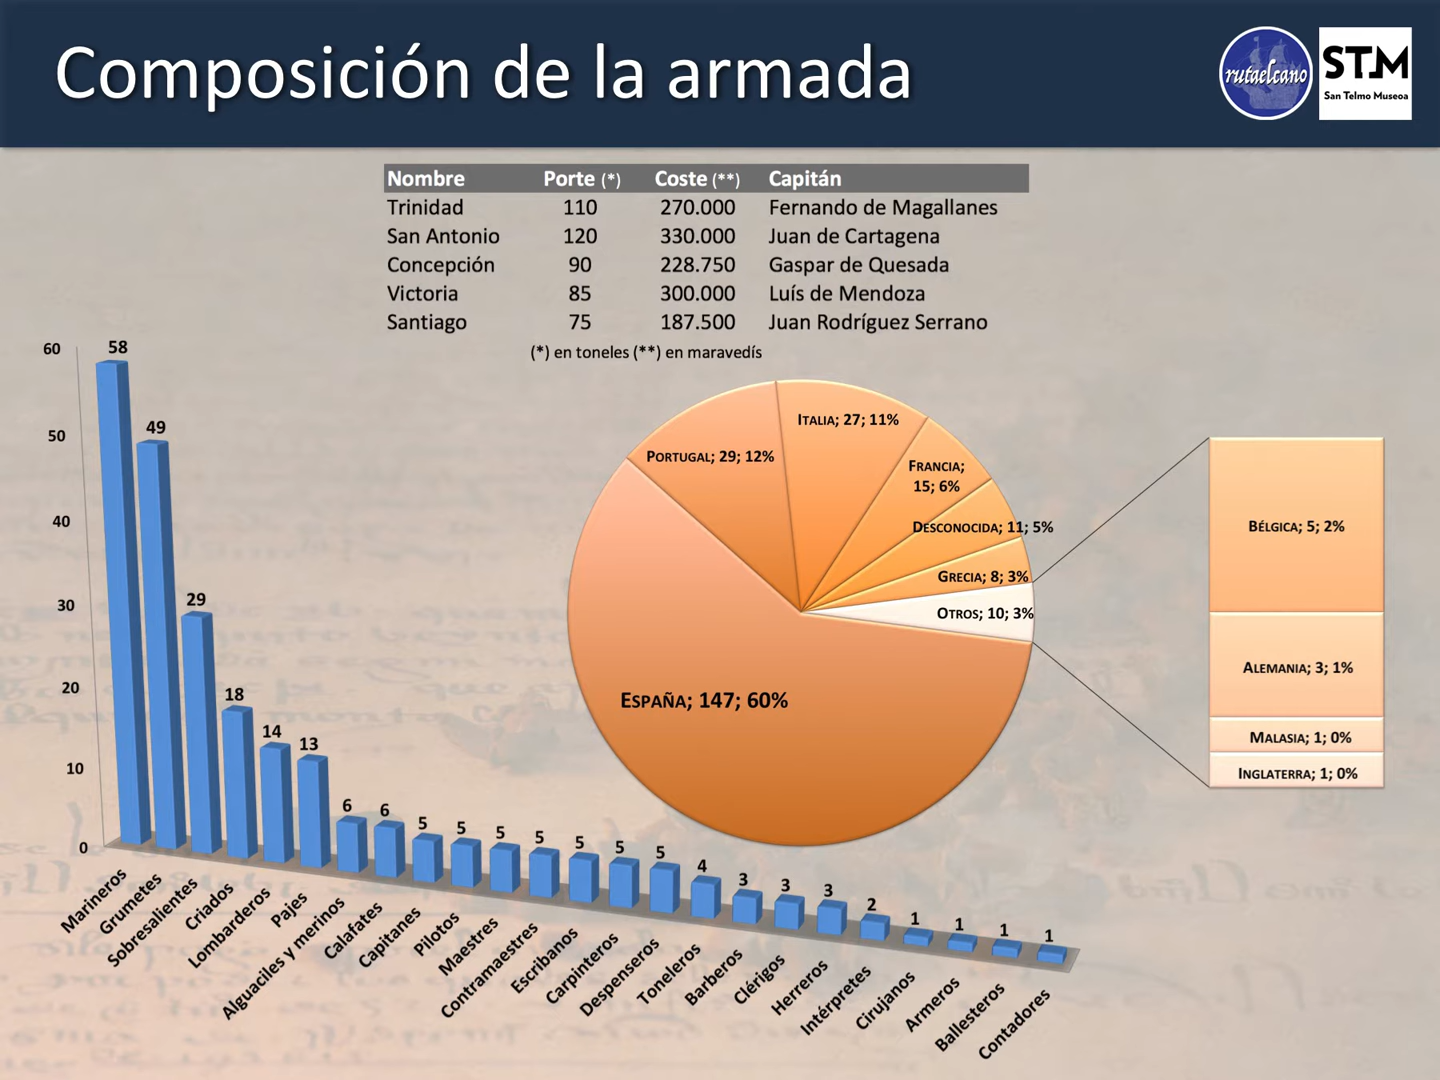 Composición de la armada
rutaelcano
STM
San Telmo Museoa
Nombre Porte (*) Coste (**) Capitán
Trinidad 110 270.000 Fernando de Magallanes
San Antonio 120 330.000 Juan de Cartagena
Concepción 90 228.750 Gaspar de Quesada
Victoria 85 300.000 Luís de Mendoza
Santiago 75 187.500 Juan Rodríguez Serrano
(*) en toneles (**) en maravedís
60
50
40
30
20
10
0
58
49
29
18
14
13
6
6
5
5
5
5
5
5
5
4
3
3
3
2
1
1
1
1
Marineros
Grumetes
Sobresalientes
Criados
Lombarderos
Pajes
Alguaciles y merinos
Calafates
Capitanes
Pilotos
Maestres
Contramaestres
Escribanos
Carpinteros
Despenseros
Toneleros
Barberos
Clérigos
Herreros
Intérpretes
Cirujanos
Armeros
Ballesteros
Contadores
PORTUGAL; 29; 12%
ITALIA; 27; 11%
FRANCIA;
15; 6%
DESCONOCIDA; 11; 5%
GRECIA; 8; 3%
OTROS; 10; 3%
ESPAÑA; 147; 60%
BÉLGICA; 5; 2%
ALEMANIA; 3; 1%
MALASIA; 1; 0%
INGLATERRA; 1; 0%